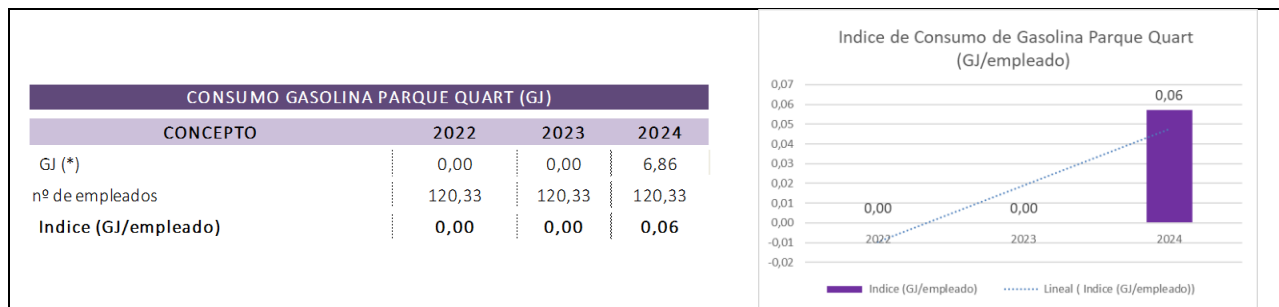 CONSUMO GASOLINA PARQUE QUART (GJ)
CONCEPTO 2022 2023 2024
GJ (*) 0,00 0,00 6,86
nº de empleados 120,33 120,33 120,33
Indice (GJ/empleado) 0,00 0,00 0,06
Indice de Consumo de Gasolina Parque Quart
(GJ/empleado)
0,07
0,06
0,05
0,04
0,03
0,02
0,01
0,00
-0,01
-0,02
0,00 0,00 0,06
2022 2023 2024
Indice (GJ/empleado) Lineal ( Indice (GJ/empleado))